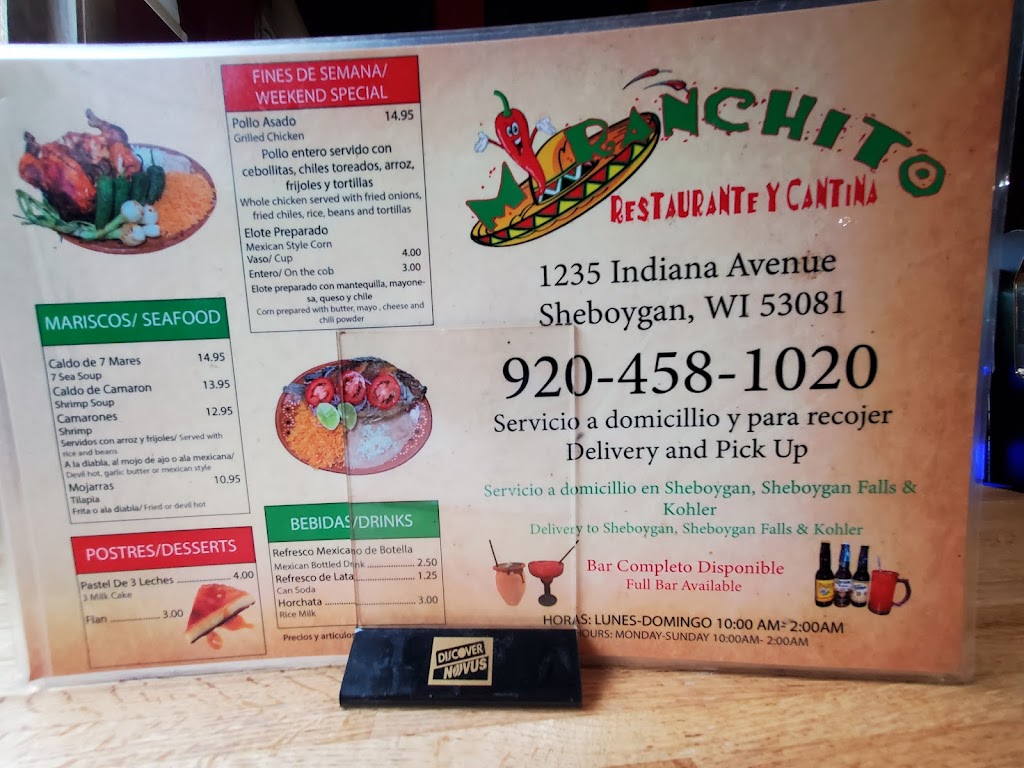 FINES DE SEMANA/
WEEKEND SPECIAL
Pollo Asado 14.95
Grilled Chicken
Pollo entero servido con
cebollitas, chiles toreados, arroz,
frijoles y tortillas
Whole chicken served with fried onions,
fried chiles, rice, beans and tortillas
Elote Preparado
Mexican Style Corn
Vaso/ Cup 4.00
Entero/ On the cob 3.00
Elote preparado con mantequilla, mayone-
sa, queso y chile
Corn prepared with butter, mayo , cheese and
chili powder
MARISCOS/ SEAFOOD
Caldo de 7 Mares 14.95
7 Sea Soup
Caldo de Camaron 13.95
Shrimp Soup
Camarones 12.95
Shrimp
Servidos con arroz y frijoles/ Served with
rice and beans
A la diabla, al mojo de ajo o ala mexicana/
Devil hot, garlic butter or mexican style
Mojarras 10.95
Tilapia
Frita o ala diabla/ Fried or devil hot
POSTRES/DESSERTS
Pastel De 3 Leches .................... 4.00
3 Milk Cake
Flan .................... 3.00
BEBIDAS/DRINKS
Refresco Mexicano de Botella
Mexican Bottled Drink ................ 2.50
Refresco de Lata .................... 1.25
Can Soda
Horchata .............................. 3.00
Rice Milk
Precios y articulos
MI RANCHITO
RESTAURANTE Y CANTINA
1235 Indiana Avenue
Sheboygan, WI 53081
920-458-1020
Servicio a domicillio y para recojer
Delivery and Pick Up
Servicio a domicillio en Sheboygan, Sheboygan Falls &
Kohler
Delivery to Sheboygan, Sheboygan Falls & Kohler
Bar Completo Disponible
Full Bar Available
HORAS: LUNES-DOMINGO 10:00 AM- 2:00AM
HOURS: MONDAY-SUNDAY 10:00AM- 2:00AM
DISCOVER
NOVUS